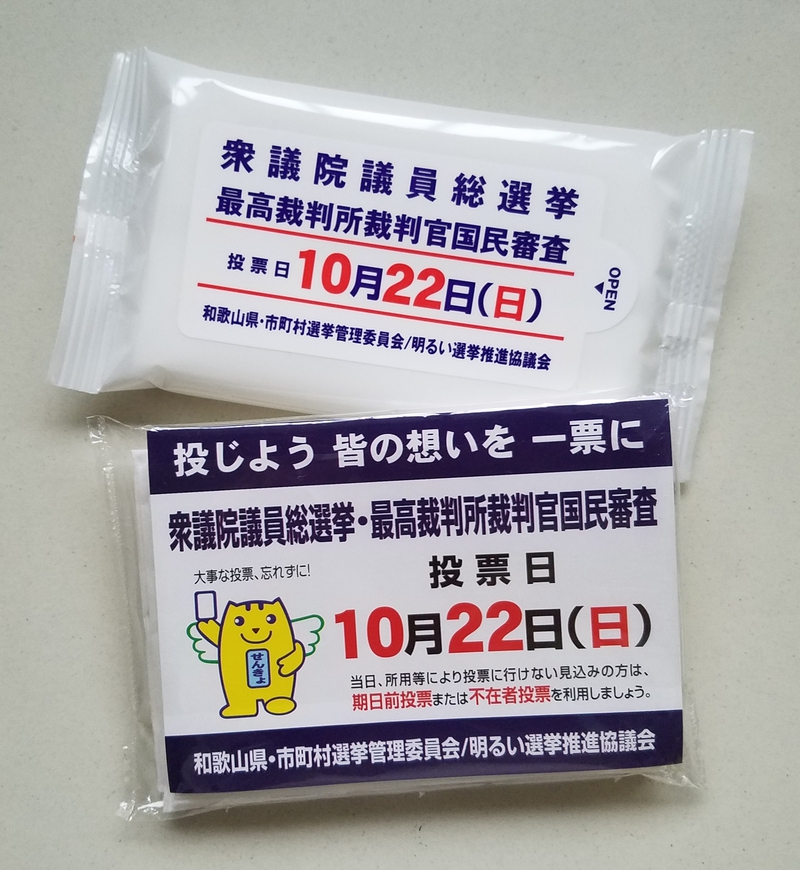 衆議院議員総選挙
最高裁判所裁判官国民審査
投票日10月22日(日)
OPEN
和歌山県・市町村選挙管理委員会/明るい選挙推進協議会
投じよう 皆の想いを 一票に
衆議院議員総選挙・最高裁判所裁判官国民審査
大事な投票、忘れずに!
投票日
10月22日(日)
せんきょ
当日、所用等により投票に行けない見込みの方は、
期日前投票または不在者投票を利用しましょう。
和歌山県・市町村選挙管理委員会/明るい選挙推進協議会